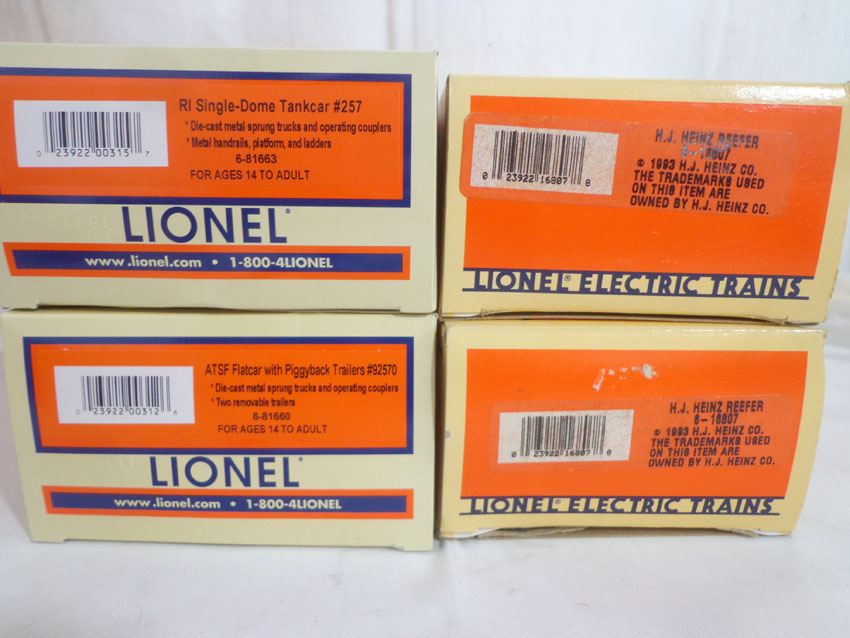 RI Single-Dome Tankcar #257
* Die-cast metal sprung trucks and operating couplers
* Metal handrails, platform, and ladders
6-81663
FOR AGES 14 TO ADULT
0 23922 00315 7
LIONEL®
www.lionel.com • 1-800-4LIONEL
H.J. HEINZ REEFER
6-16807
© 1993 H.J. HEINZ CO.
THE TRADEMARKS USED
ON THIS ITEM ARE
OWNED BY H.J. HEINZ CO.
0 23922 16807 8
LIONEL® ELECTRIC TRAINS
ATSF Flatcar with Piggyback Trailers #92570
* Die-cast metal sprung trucks and operating couplers
* Two removable trailers
6-81660
FOR AGES 14 TO ADULT
0 23922 00312 6
LIONEL®
www.lionel.com • 1-800-4LIONEL
H.J. HEINZ REEFER
6-16807
© 1993 H.J. HEINZ CO.
THE TRADEMARKS USED
ON THIS ITEM ARE
OWNED BY H.J. HEINZ CO.
0 23922 16807 8
LIONEL® ELECTRIC TRAINS